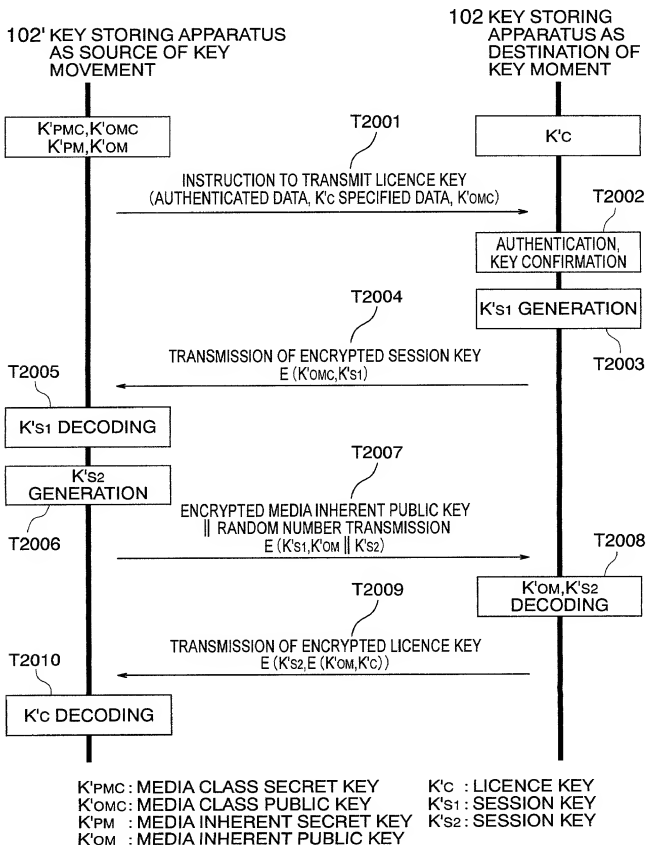 102' KEY STORING APPARATUS
AS SOURCE OF KEY
MOVEMENT
102 KEY STORING
APPARATUS AS
DESTINATION OF
KEY MOMENT
K'PMC,K'OMC
K'PM,K'OM
K'C
T2001
INSTRUCTION TO TRANSMIT LICENCE KEY
(AUTHENTICATED DATA, K'C SPECIFIED DATA, K'OMC)
T2002
AUTHENTICATION,
KEY CONFIRMATION
K'S1 GENERATION
T2003
T2004
TRANSMISSION OF ENCRYPTED SESSION KEY
E (K'OMC,K'S1)
T2005
K'S1 DECODING
K'S2
GENERATION
T2006
T2007
ENCRYPTED MEDIA INHERENT PUBLIC KEY
|| RANDOM NUMBER TRANSMISSION
E (K'S1,K'OM || K'S2)
T2008
K'OM,K'S2
DECODING
T2009
TRANSMISSION OF ENCRYPTED LICENCE KEY
E (K'S2,E (K'OM,K'C))
T2010
K'C DECODING
K'PMC : MEDIA CLASS SECRET KEY
K'OMC : MEDIA CLASS PUBLIC KEY
K'PM : MEDIA INHERENT SECRET KEY
K'OM : MEDIA INHERENT PUBLIC KEY
K'C : LICENCE KEY
K'S1 : SESSION KEY
K'S2 : SESSION KEY